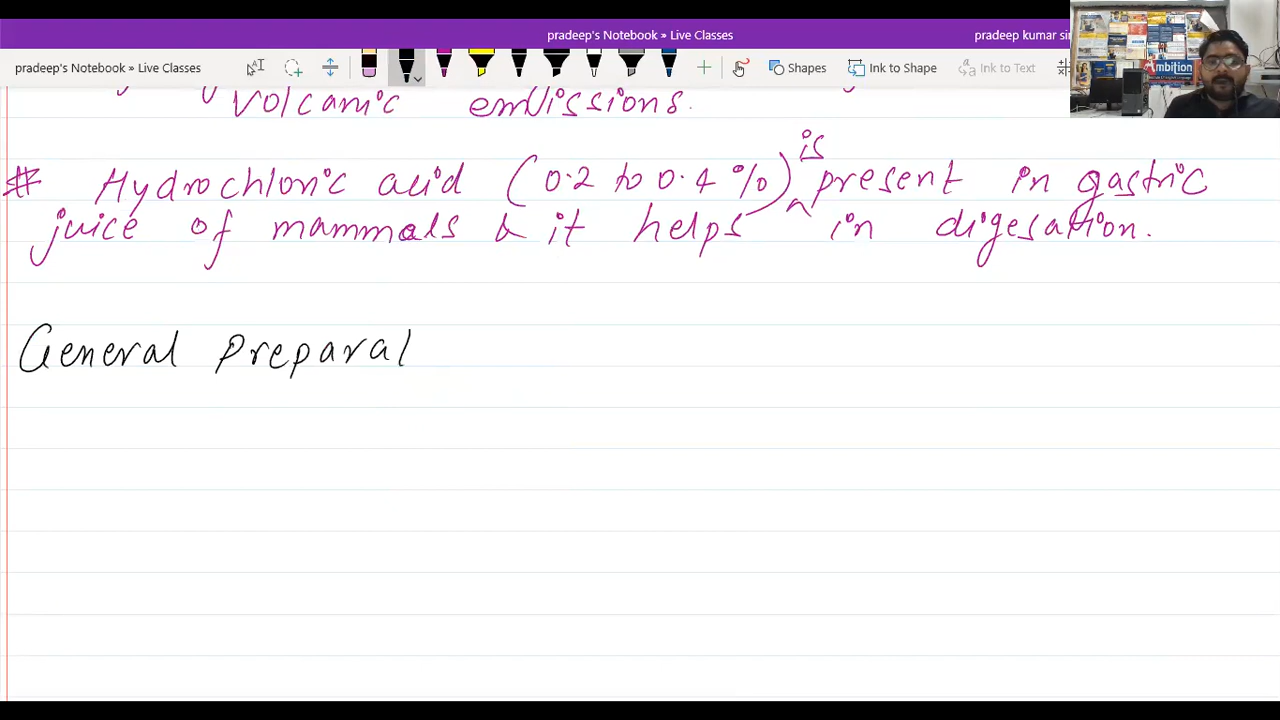 pradeep's Notebook » Live Classes
pradeep kumar si
pradeep's Notebook » Live Classes
Shapes
Ink to Shape
Ink to Text
Ambition
volcanic emissions.
# Hydrochloric acid (0.2 to 0.4 %) is present in gastric
juice of mammals & it helps in digesation.
General preparal